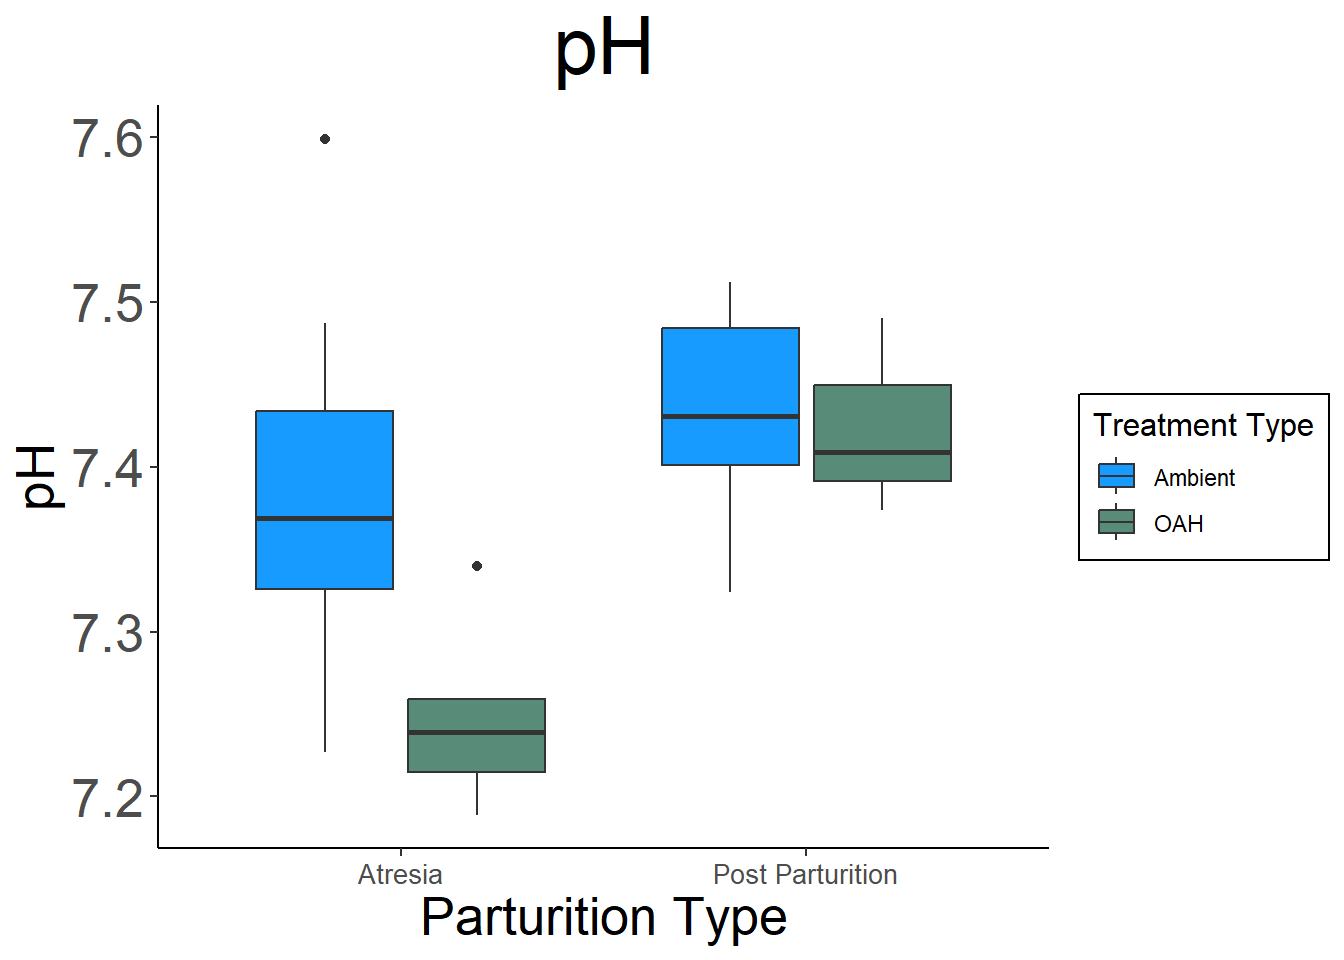 pH
7.6
7.5
7.4
7.3
7.2
pH
Atresia
Post Parturition
Parturition Type
Treatment Type
Ambient
OAH